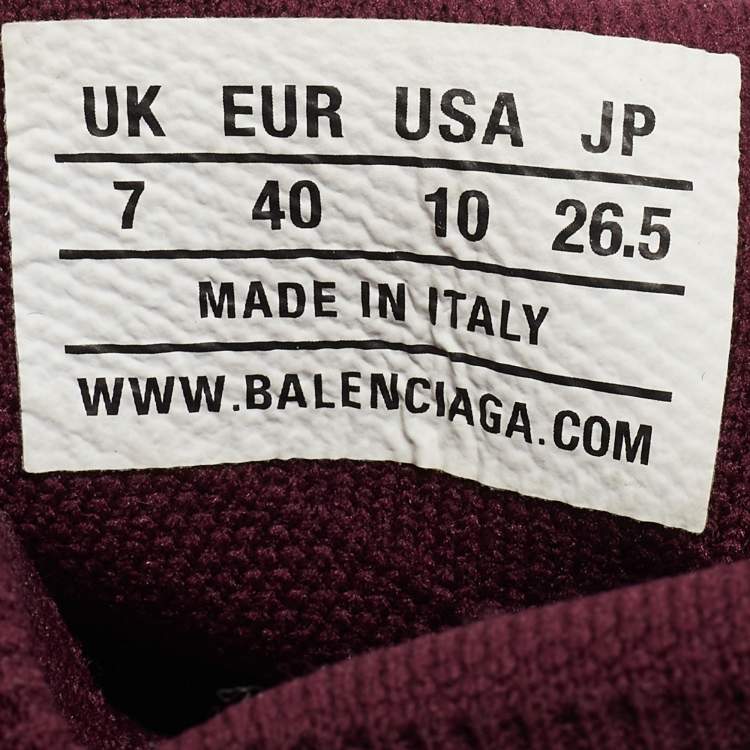 UK EUR USA JP
7 40 10 26.5
MADE IN ITALY
WWW.BALENCIAGA.COM